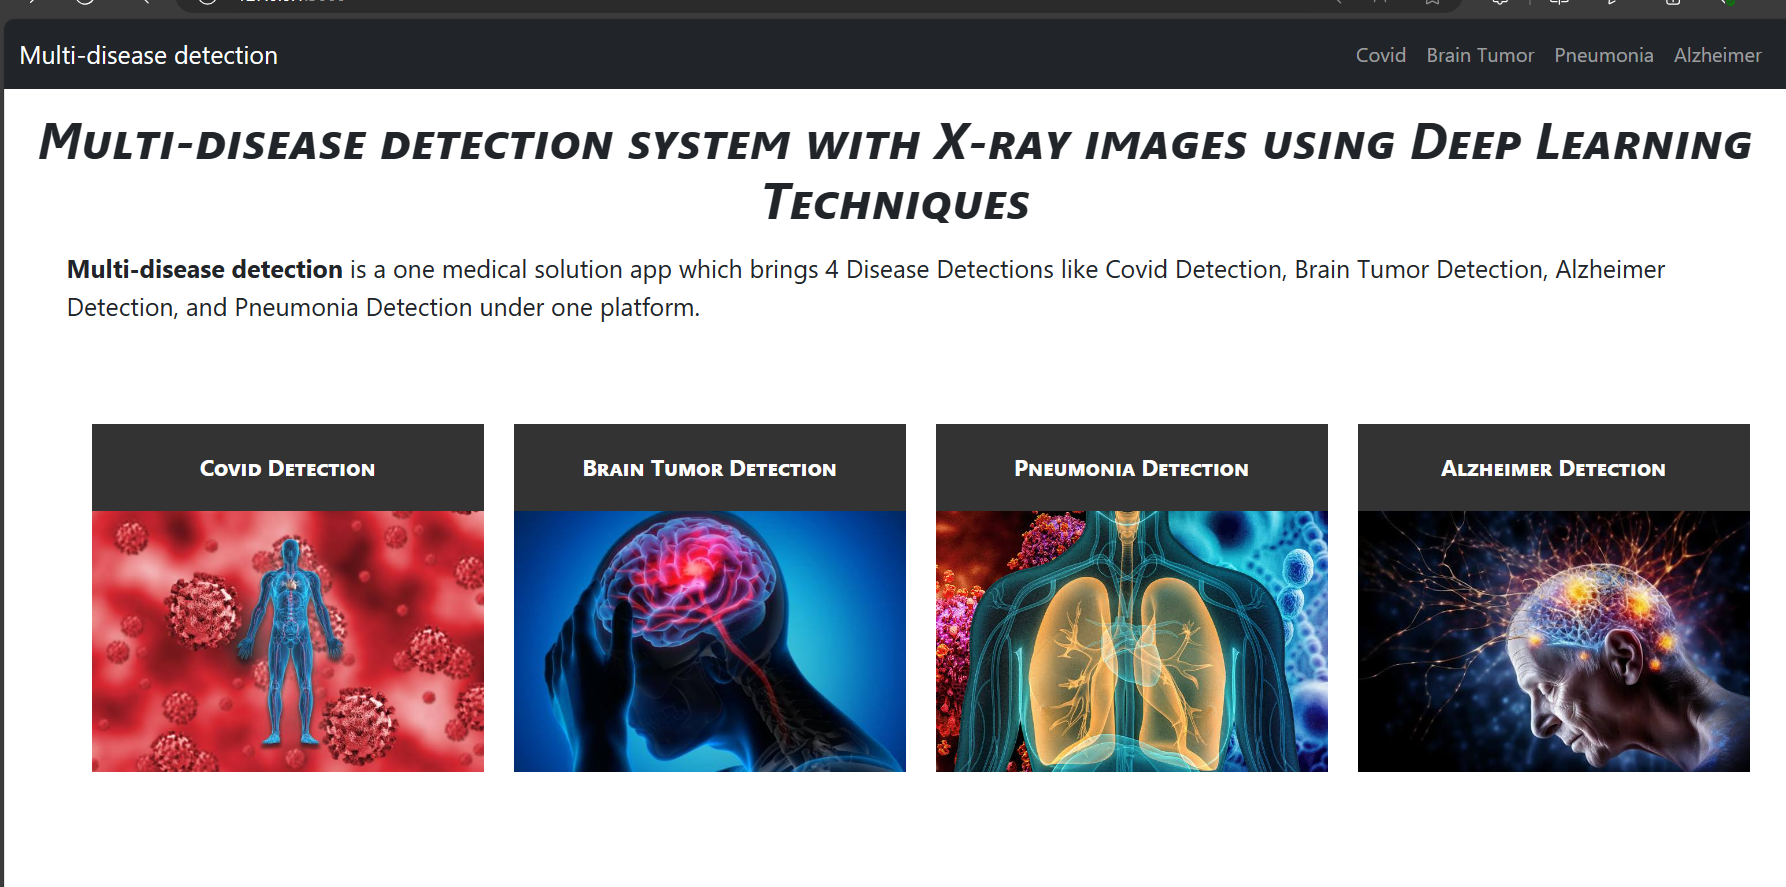 Multi-disease detection
Covid Brain Tumor Pneumonia Alzheimer
Multi-disease detection system with X-ray images using Deep Learning
Techniques
Multi-disease detection is a one medical solution app which brings 4 Disease Detections like Covid Detection, Brain Tumor Detection, Alzheimer
Detection, and Pneumonia Detection under one platform.
Covid Detection
Brain Tumor Detection
Pneumonia Detection
Alzheimer Detection